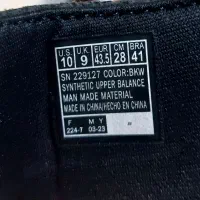 U.S. U.K. EUR CM BRA
10 9 43.5 28 41
SN 229127 COLOR:BKW
SYNTHETIC UPPER BALANCE
MAN MADE MATERIAL
MADE IN CHINA/HECHO EN CHINA
F M Y
224-T 03-23